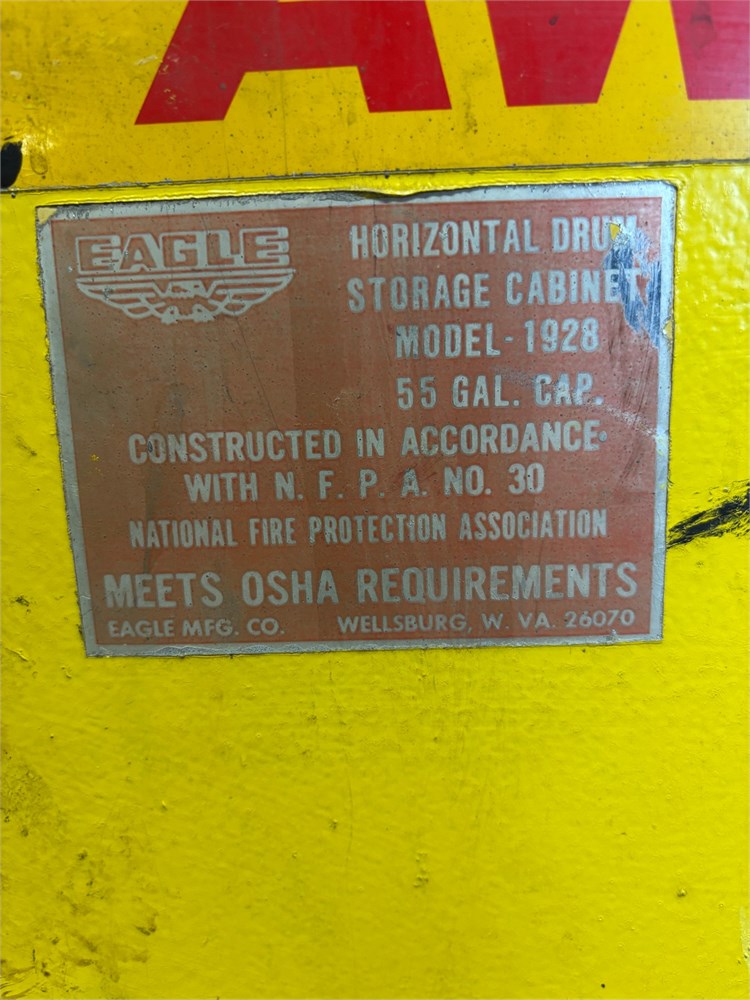 AW
EAGLE
HORIZONTAL DRUM
STORAGE CABINET
MODEL-1928
55 GAL. CAP.
CONSTRUCTED IN ACCORDANCE
WITH N. F. P. A. NO. 30
NATIONAL FIRE PROTECTION ASSOCIATION
MEETS OSHA REQUIREMENTS
EAGLE MFG. CO. WELLSBURG, W. VA. 26070